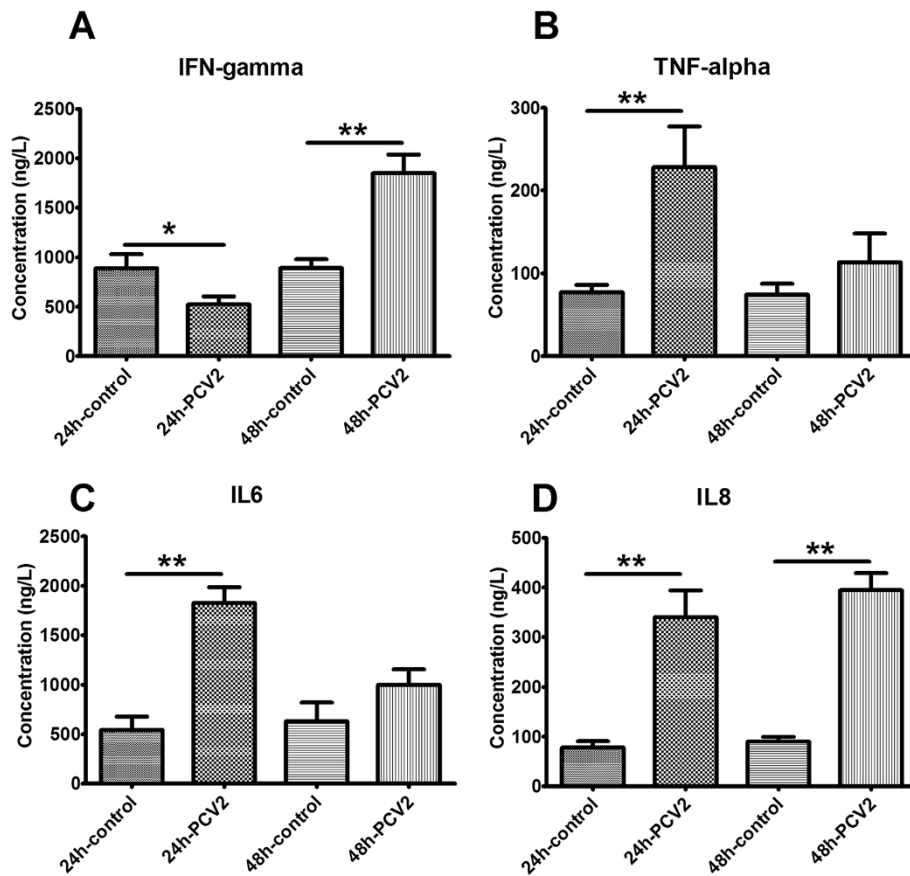 A
IFN-gamma
Concentration (ng/L)
2500
2000
1500
1000
500
0
*
**
24h-control
24h-PCV2
48h-control
48h-PCV2
B
TNF-alpha
Concentration (ng/L)
300
200
100
0
**
24h-control
24h-PCV2
48h-control
48h-PCV2
C
IL6
Concentration (ng/L)
2500
2000
1500
1000
500
0
**
24h-control
24h-PCV2
48h-control
48h-PCV2
D
IL8
Concentration (ng/L)
500
400
300
200
100
0
**
**
24h-control
24h-PCV2
48h-control
48h-PCV2